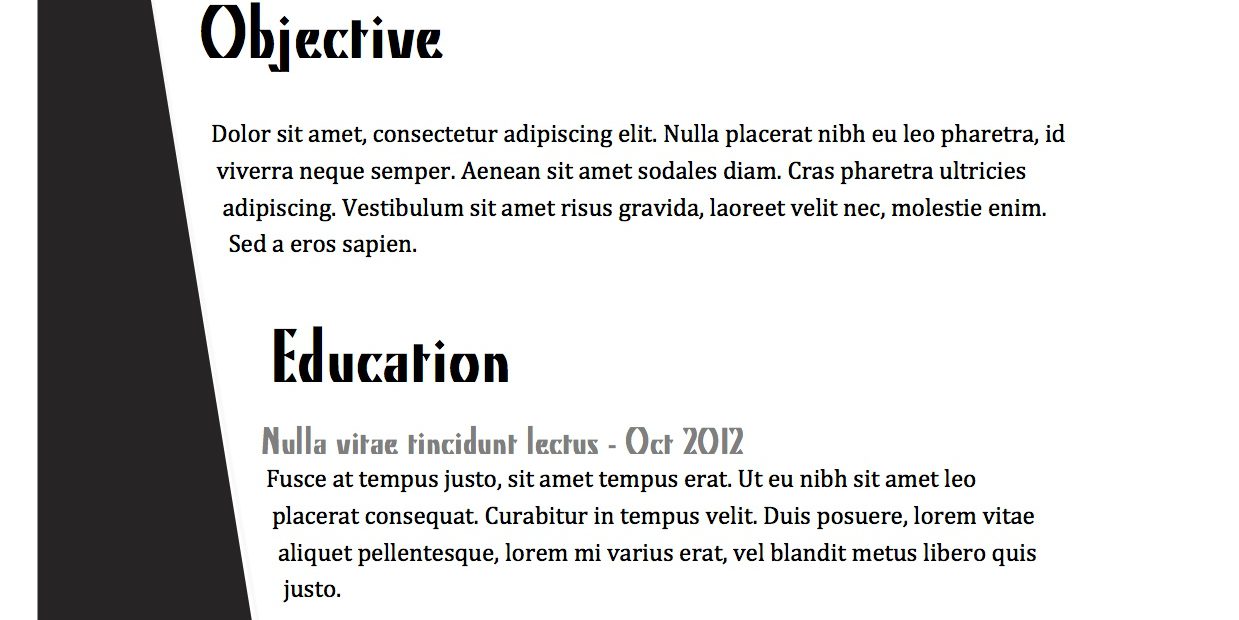 Objective
Dolor sit amet, consectetur adipiscing elit. Nulla placerat nibh eu leo pharetra, id
viverra neque semper. Aenean sit amet sodales diam. Cras pharetra ultricies
adipiscing. Vestibulum sit amet risus gravida, laoreet velit nec, molestie enim.
Sed a eros sapien.
Education
Nulla vitae tincidunt lectus - Oct 2012
Fusce at tempus justo, sit amet tempus erat. Ut eu nibh sit amet leo
placerat consequat. Curabitur in tempus velit. Duis posuere, lorem vitae
aliquet pellentesque, lorem mi varius erat, vel blandit metus libero quis
justo.